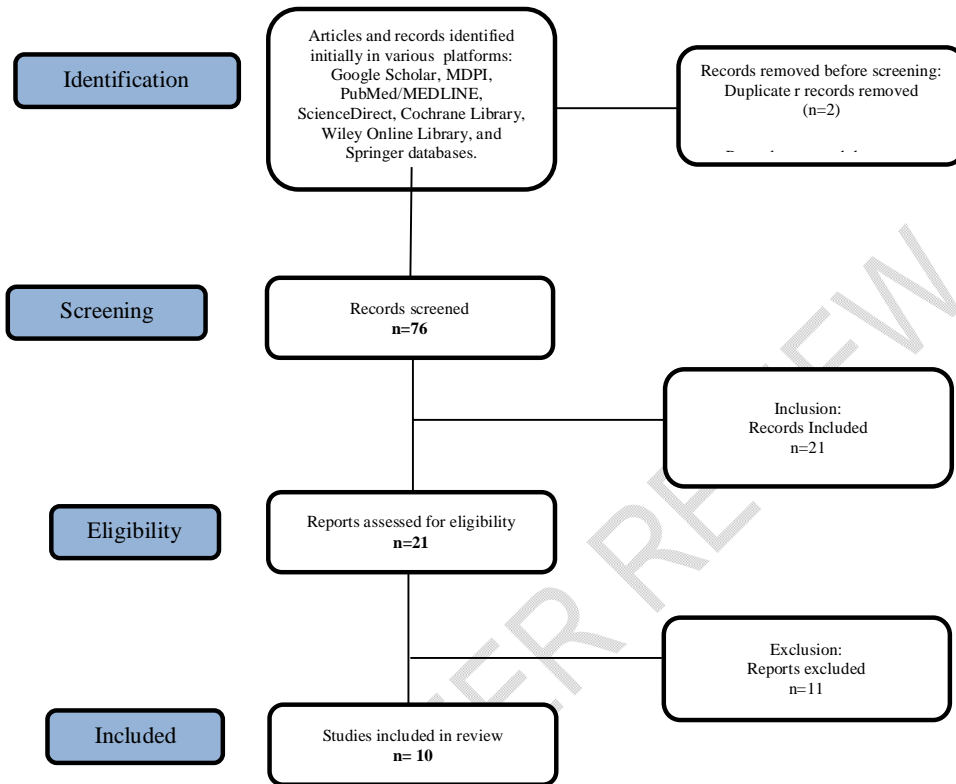 Identification
Articles and records identified
initially in various platforms:
Google Scholar, MDPI,
PubMed/MEDLINE,
ScienceDirect, Cochrane Library,
Wiley Online Library, and
Springer databases.
Records removed before screening:
Duplicate r records removed
(n=2)
Screening
Records screened
n=76
Inclusion:
Records Included
n=21
Eligibility
Reports assessed for eligibility
n=21
Exclusion:
Reports excluded
n=11
Included
Studies included in review
n= 10
ER REVIEW